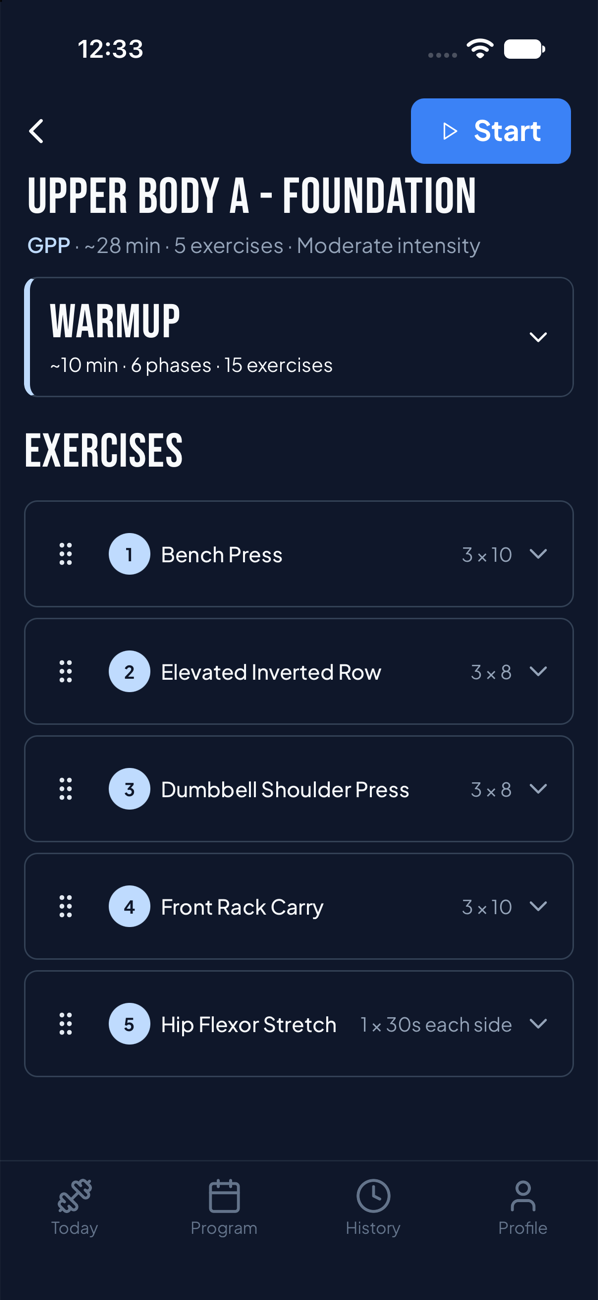 12:33
Start
UPPER BODY A - FOUNDATION
GPP · ~28 min · 5 exercises · Moderate intensity
WARMUP
~10 min · 6 phases · 15 exercises
EXERCISES
1 Bench Press 3 × 10
2 Elevated Inverted Row 3 × 8
3 Dumbbell Shoulder Press 3 × 8
4 Front Rack Carry 3 × 10
5 Hip Flexor Stretch 1 × 30s each side
Today Program History Profile